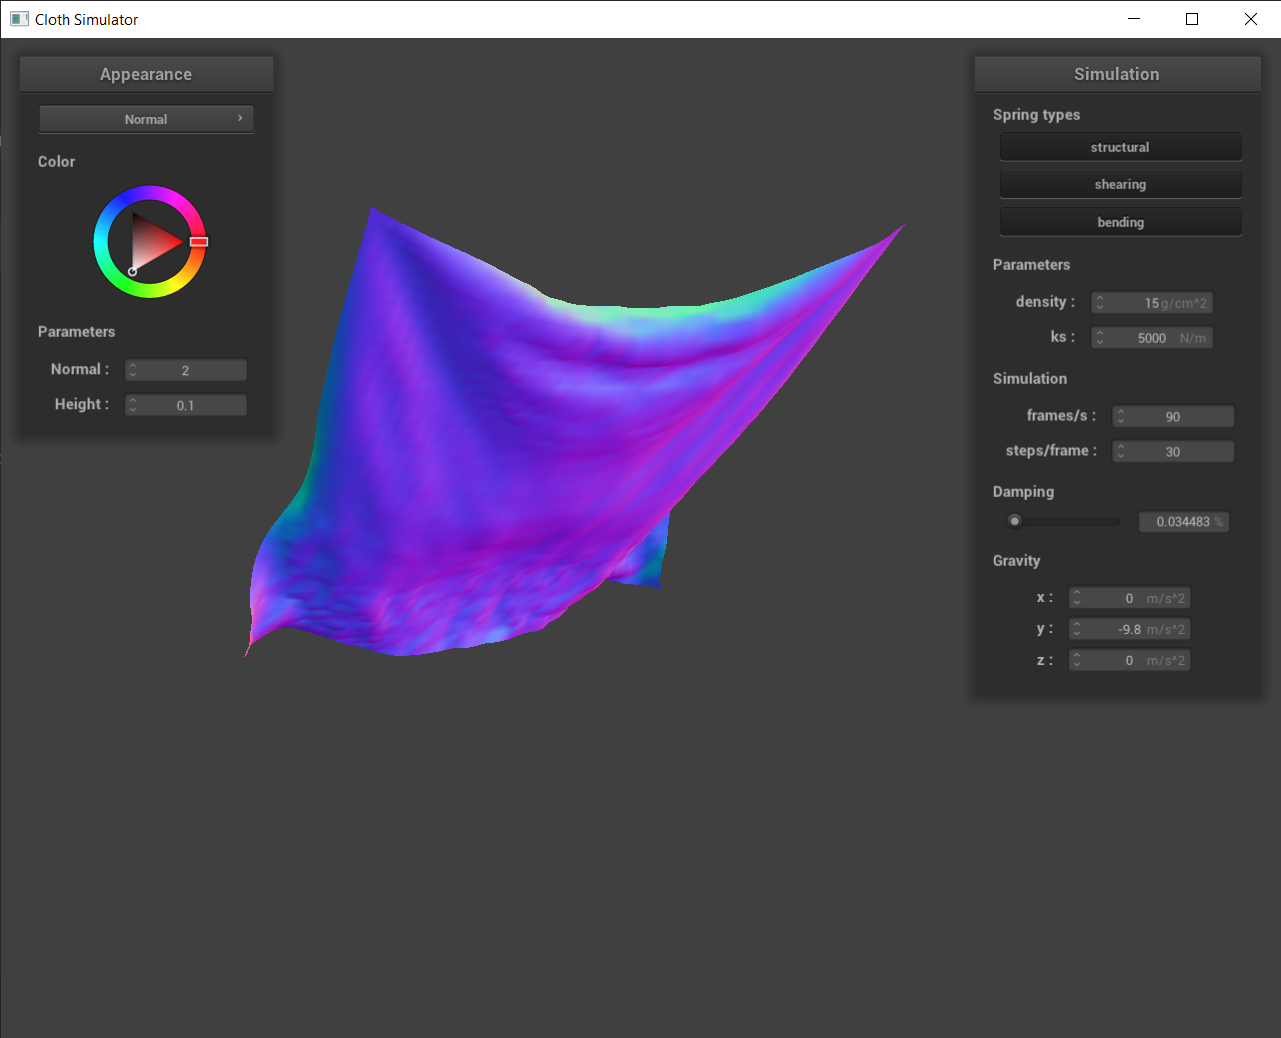 Cloth Simulator
Appearance
Normal
Color
Parameters
Normal : 2
Height : 0.1
Simulation
Spring types
structural
shearing
bending
Parameters
density : 15 g/cm^2
ks : 5000 N/m
Simulation
frames/s : 90
steps/frame : 30
Damping
0.034483 %
Gravity
x : 0 m/s^2
y : -9.8 m/s^2
z : 0 m/s^2